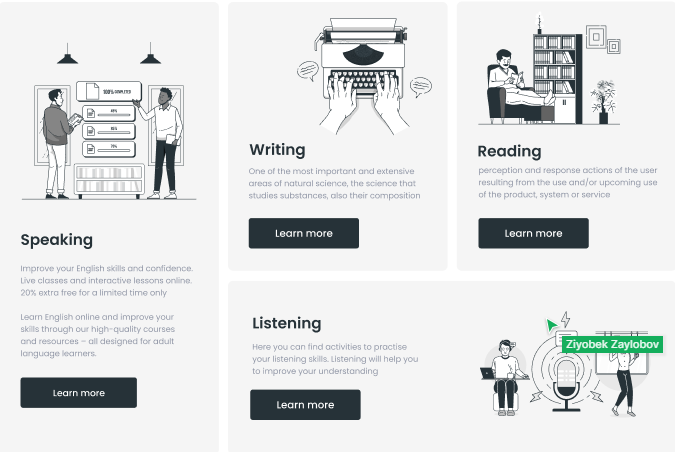 100% COMPLETED
Speaking
Improve your English skills and confidence.
Live classes and interactive lessons online.
20% extra free for a limited time only
Learn English online and improve your
skills through our high-quality courses
and resources – all designed for adult
language learners.
Learn more
Writing
One of the most important and extensive
areas of natural science, the science that
studies substances, also their composition
Learn more
Reading
perception and response actions of the user
resulting from the use and/or upcoming use
of the product, system or service
Learn more
Listening
Here you can find activities to practise
your listening skills. Listening will help you
to improve your understanding
Learn more
Ziyobek Zaylobov